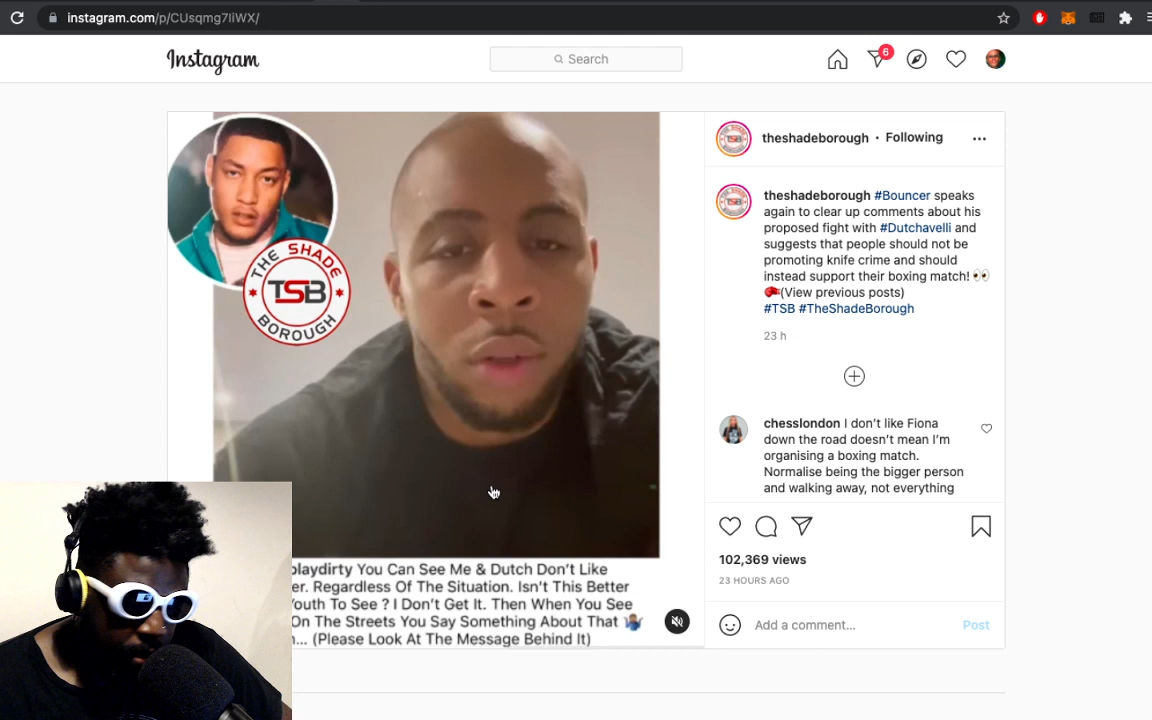 instagram.com/p/CUsqmg7IiWX/
Instagram
Search
6
theshadeborough • Following
theshadeborough #Bouncer speaks
again to clear up comments about his
proposed fight with #Dutchavelli and
suggests that people should not be
promoting knife crime and should
instead support their boxing match! 👀
🥊(View previous posts)
#TSB #TheShadeBorough
23 h
chesslondon I don't like Fiona
down the road doesn't mean I'm
organising a boxing match.
Normalise being the bigger person
and walking away, not everything
102,369 views
23 HOURS AGO
Add a comment...
Post
THE SHADE
TSB
BOROUGH
playdirty You Can See Me & Dutch Don't Like
Regardless Of The Situation. Isn't This Better
To See ? I Don't Get It. Then When You See
On The Streets You Say Something About That 🤷🏾‍♂️
... (Please Look At The Message Behind It)